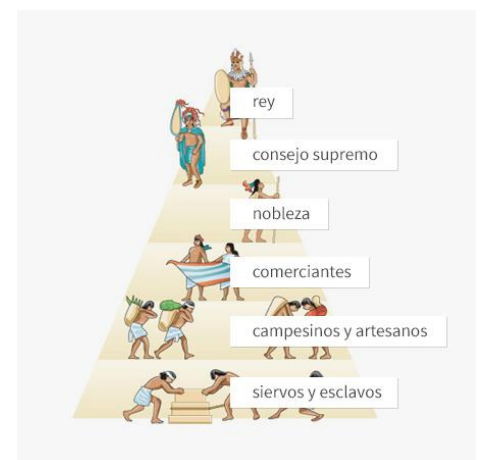 rey
consejo supremo
nobleza
comerciantes
campesinos y artesanos
siervos y esclavos